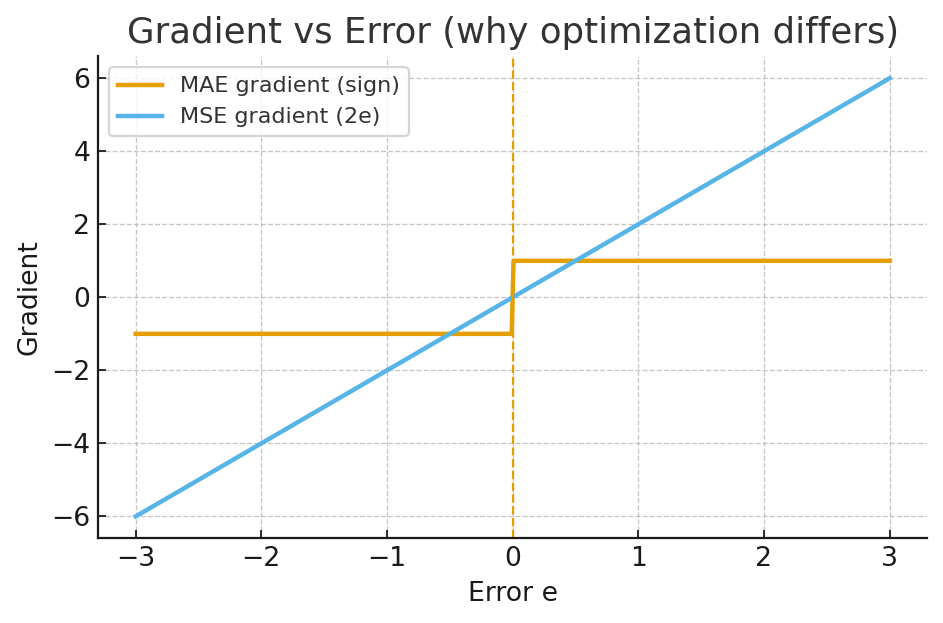 Gradient vs Error (why optimization differs)
MAE gradient (sign)
MSE gradient (2e)
Gradient
6
4
2
0
−2
−4
−6
−3
−2
−1
0
1
2
3
Error e